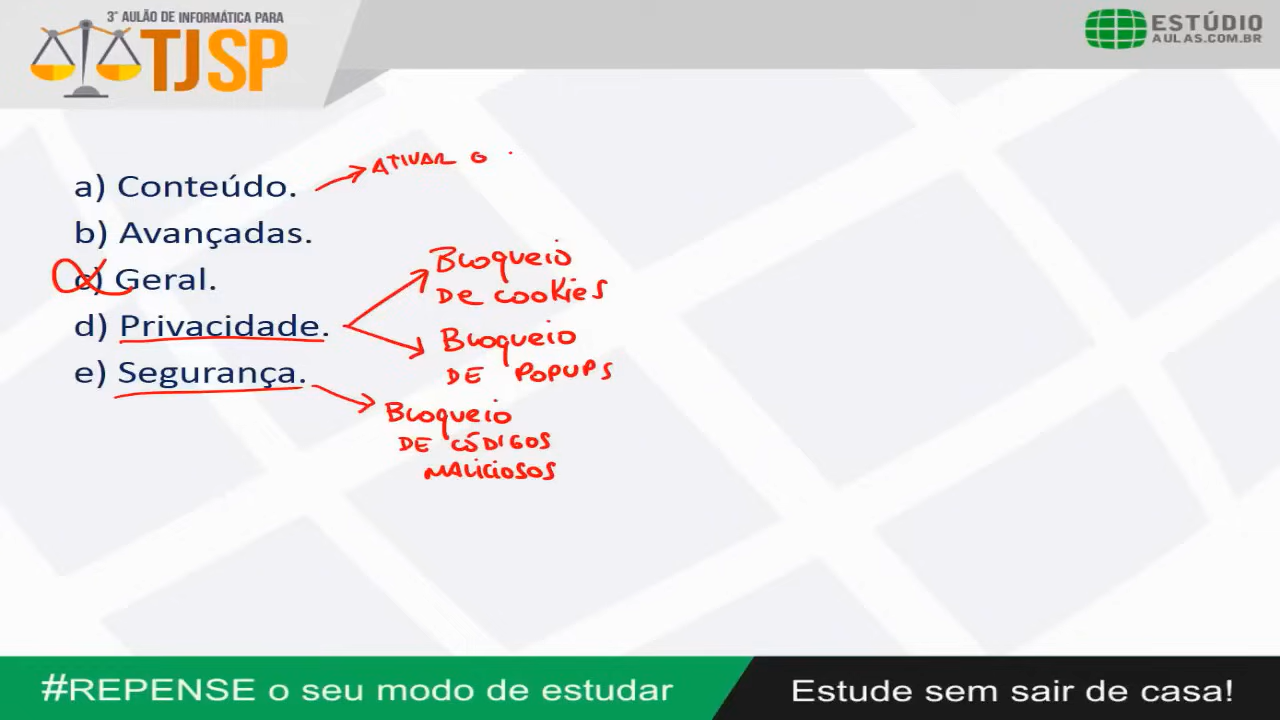 3º AULÃO DE INFORMÁTICA PARA
TJSP
ESTÚDIO
AULAS.COM.BR
a) Conteúdo.
ATIVAR O
b) Avançadas.
c) Geral.
d) Privacidade.
Bloqueio
DE COOKIES
Bloqueio
DE POPUPS
e) Segurança.
Bloqueio
DE CÓDIGOS
MALICIOSOS
#REPENSE o seu modo de estudar
Estude sem sair de casa!